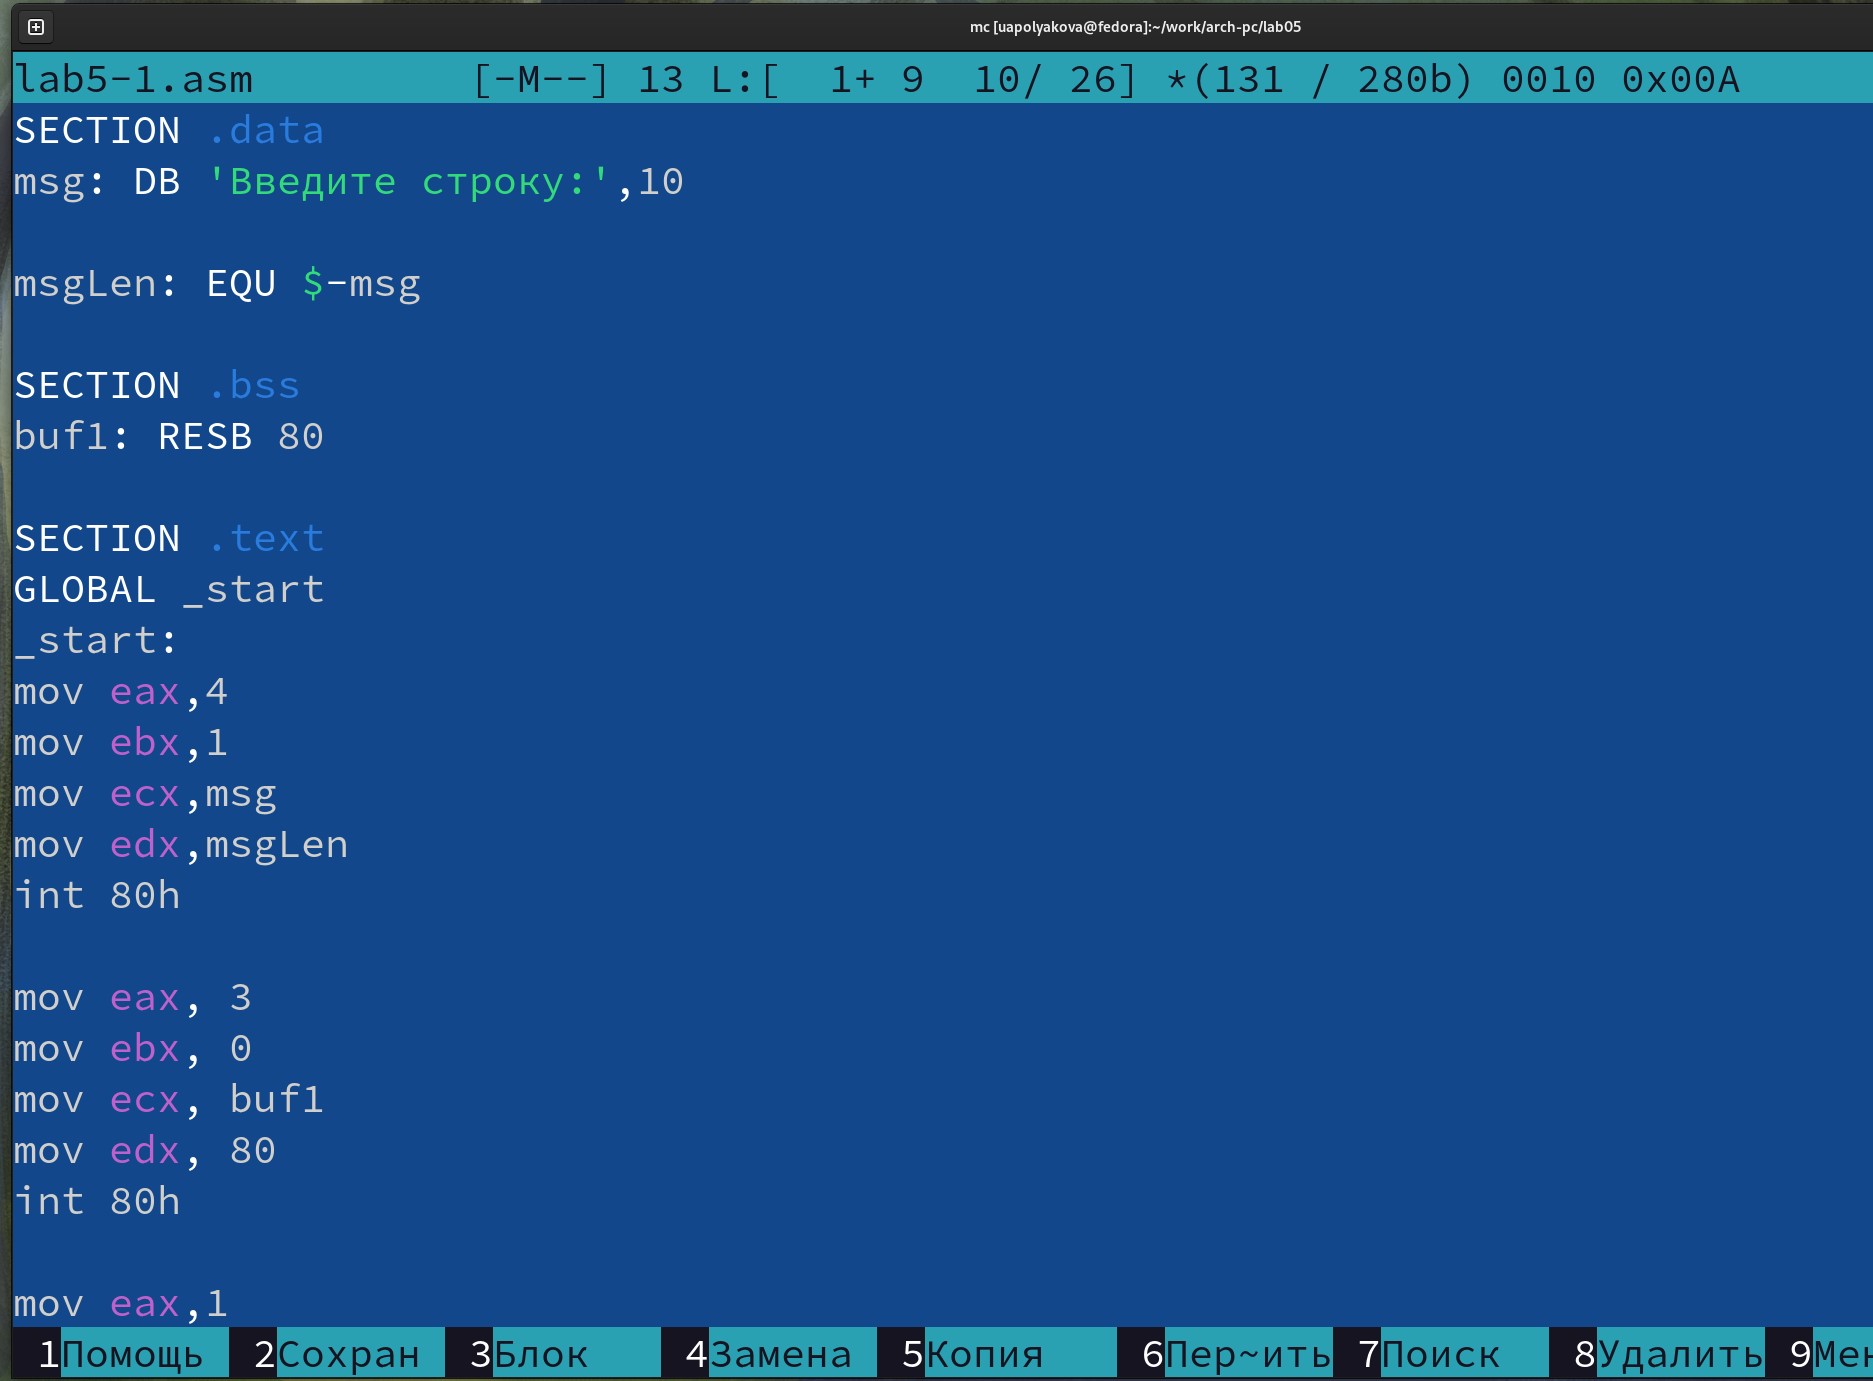 mc [uapolyakova@fedora]:~/work/arch-pc/lab05
lab5-1.asm [-M--] 13 L:[ 1+ 9 10/ 26] *(131 / 280b) 0010 0x00A
SECTION .data
msg: DB 'Введите строку:',10
msgLen: EQU $-msg
SECTION .bss
buf1: RESB 80
SECTION .text
GLOBAL _start
_start:
mov eax,4
mov ebx,1
mov ecx,msg
mov edx,msgLen
int 80h
mov eax, 3
mov ebx, 0
mov ecx, buf1
mov edx, 80
int 80h
mov eax,1
1Помощь 2Сохран 3Блок 4Замена 5Копия 6Пер~ить 7Поиск 8Удалить 9